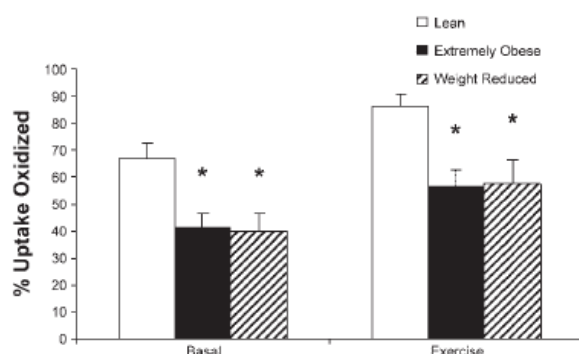 Lean
Extremely Obese
Weight Reduced
% Uptake Oxidized
100
90
80
70
60
50
40
30
20
10
0
*
*
*
*
Basal
Exercise